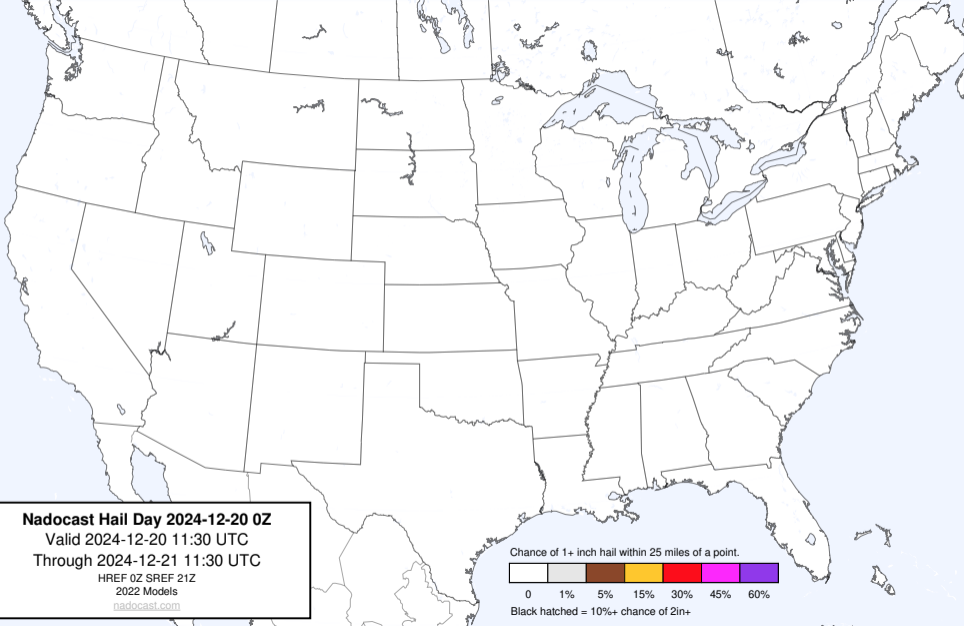 Nadocast Hail Day 2024-12-20 0Z
Valid 2024-12-20 11:30 UTC
Through 2024-12-21 11:30 UTC
HREF 0Z SREF 21Z
2022 Models
nadocast.com
Chance of 1+ inch hail within 25 miles of a point.
0 1% 5% 15% 30% 45% 60%
Black hatched = 10%+ chance of 2in+